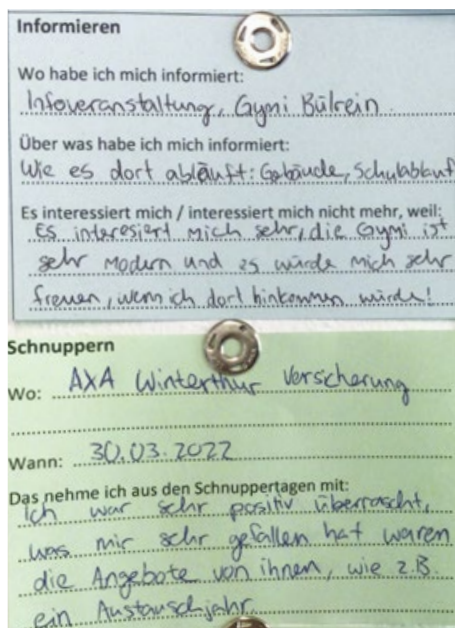 Informieren
Wo habe ich mich informiert:
Infoveranstaltung, Gymi Bülrein
Über was habe ich mich informiert:
Wie es dort abläuft: Gebäude, Schulablauf
Es interessiert mich / interessiert mich nicht mehr, weil:
Es interesiert mich sehr, die Gymi ist
sehr Modern und es würde mich sehr
freuen, wenn ich dort hinkommen würde!
Schnuppern
Wo: AXA Winterthur Versicherung
Wann: 30.03.2022
Das nehme ich aus den Schnuppertagen mit:
Ich war sehr positiv überrascht,
was mir sehr gefallen hat waren
die Angebote von ihnen, wie z.B.
ein Austauschjahr.